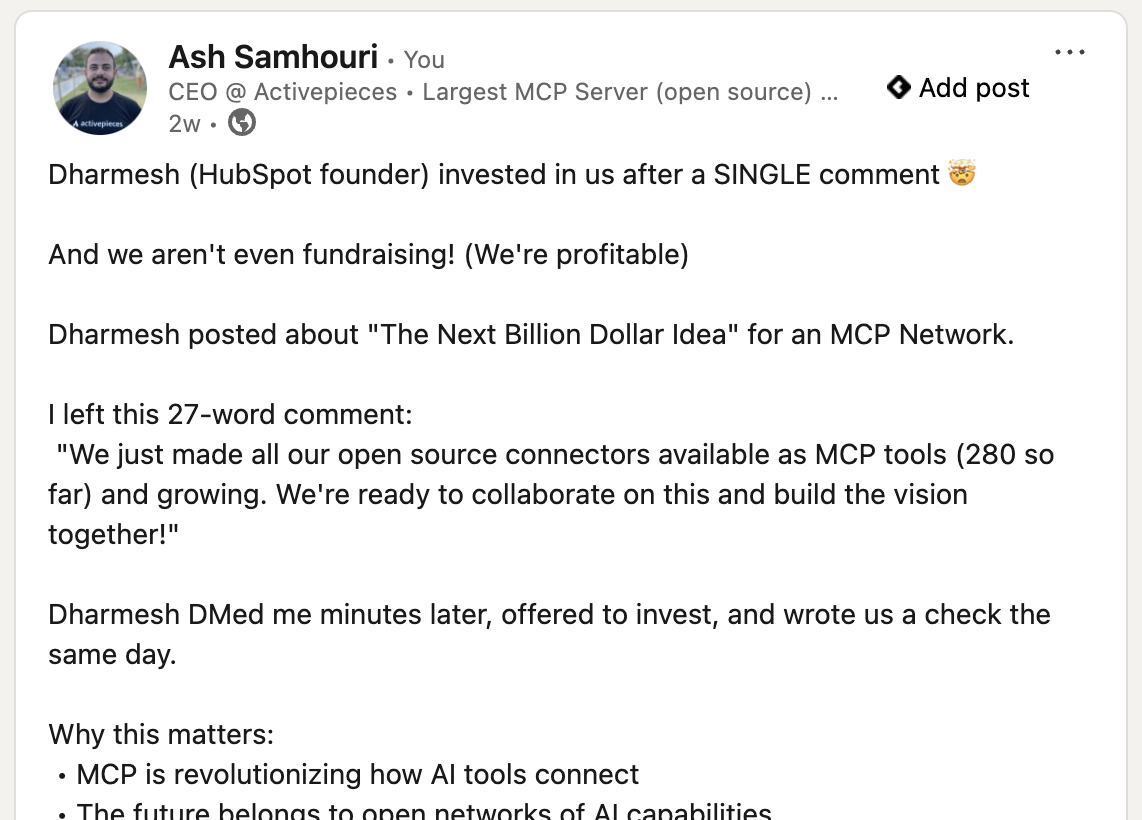 Ash Samhouri • You
CEO @ Activepieces • Largest MCP Server (open source) ...
2w •
Add post
activepieces
Dharmesh (HubSpot founder) invested in us after a SINGLE comment 🤯
And we aren't even fundraising! (We're profitable)
Dharmesh posted about "The Next Billion Dollar Idea" for an MCP Network.
I left this 27-word comment:
"We just made all our open source connectors available as MCP tools (280 so
far) and growing. We're ready to collaborate on this and build the vision
together!"
Dharmesh DMed me minutes later, offered to invest, and wrote us a check the
same day.
Why this matters:
• MCP is revolutionizing how AI tools connect
• The future belongs to open networks of AI capabilities